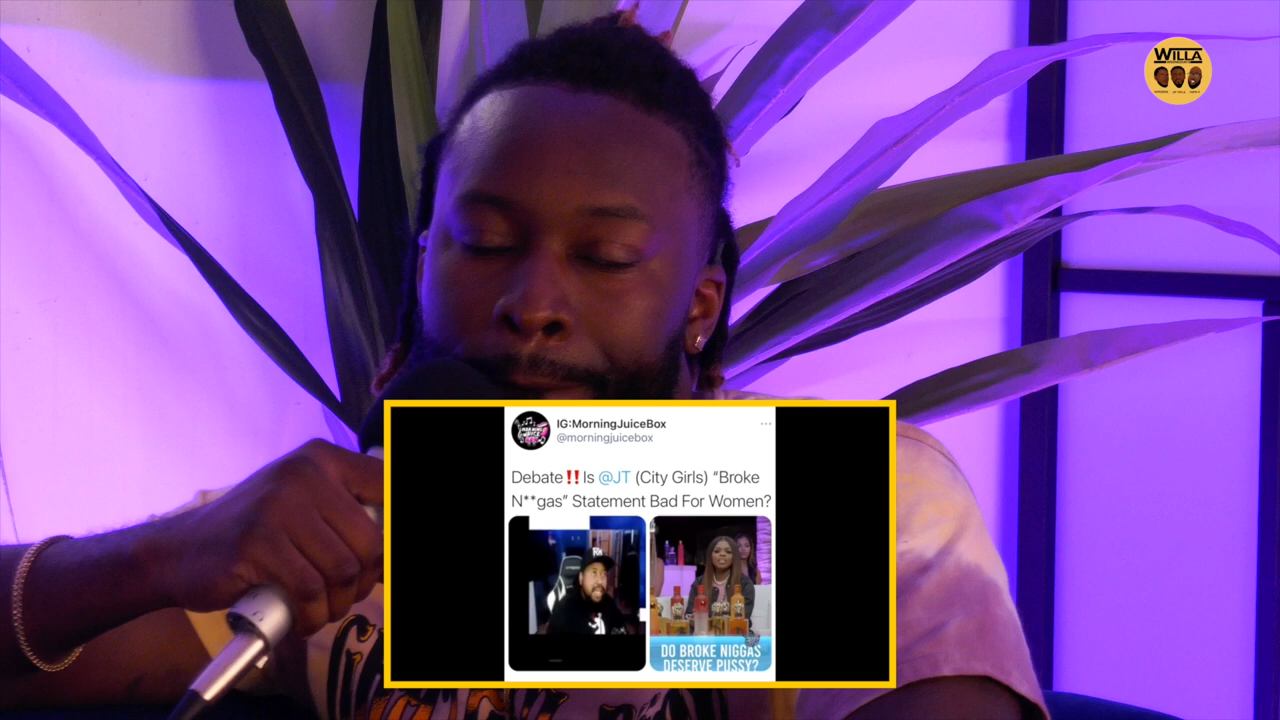 WILLA
IG:MorningJuiceBox
@morningjuicebox
Debate‼️Is @JT (City Girls) “Broke
N**gas” Statement Bad For Women?
DO BROKE NIGGAS
DESERVE PUSSY?